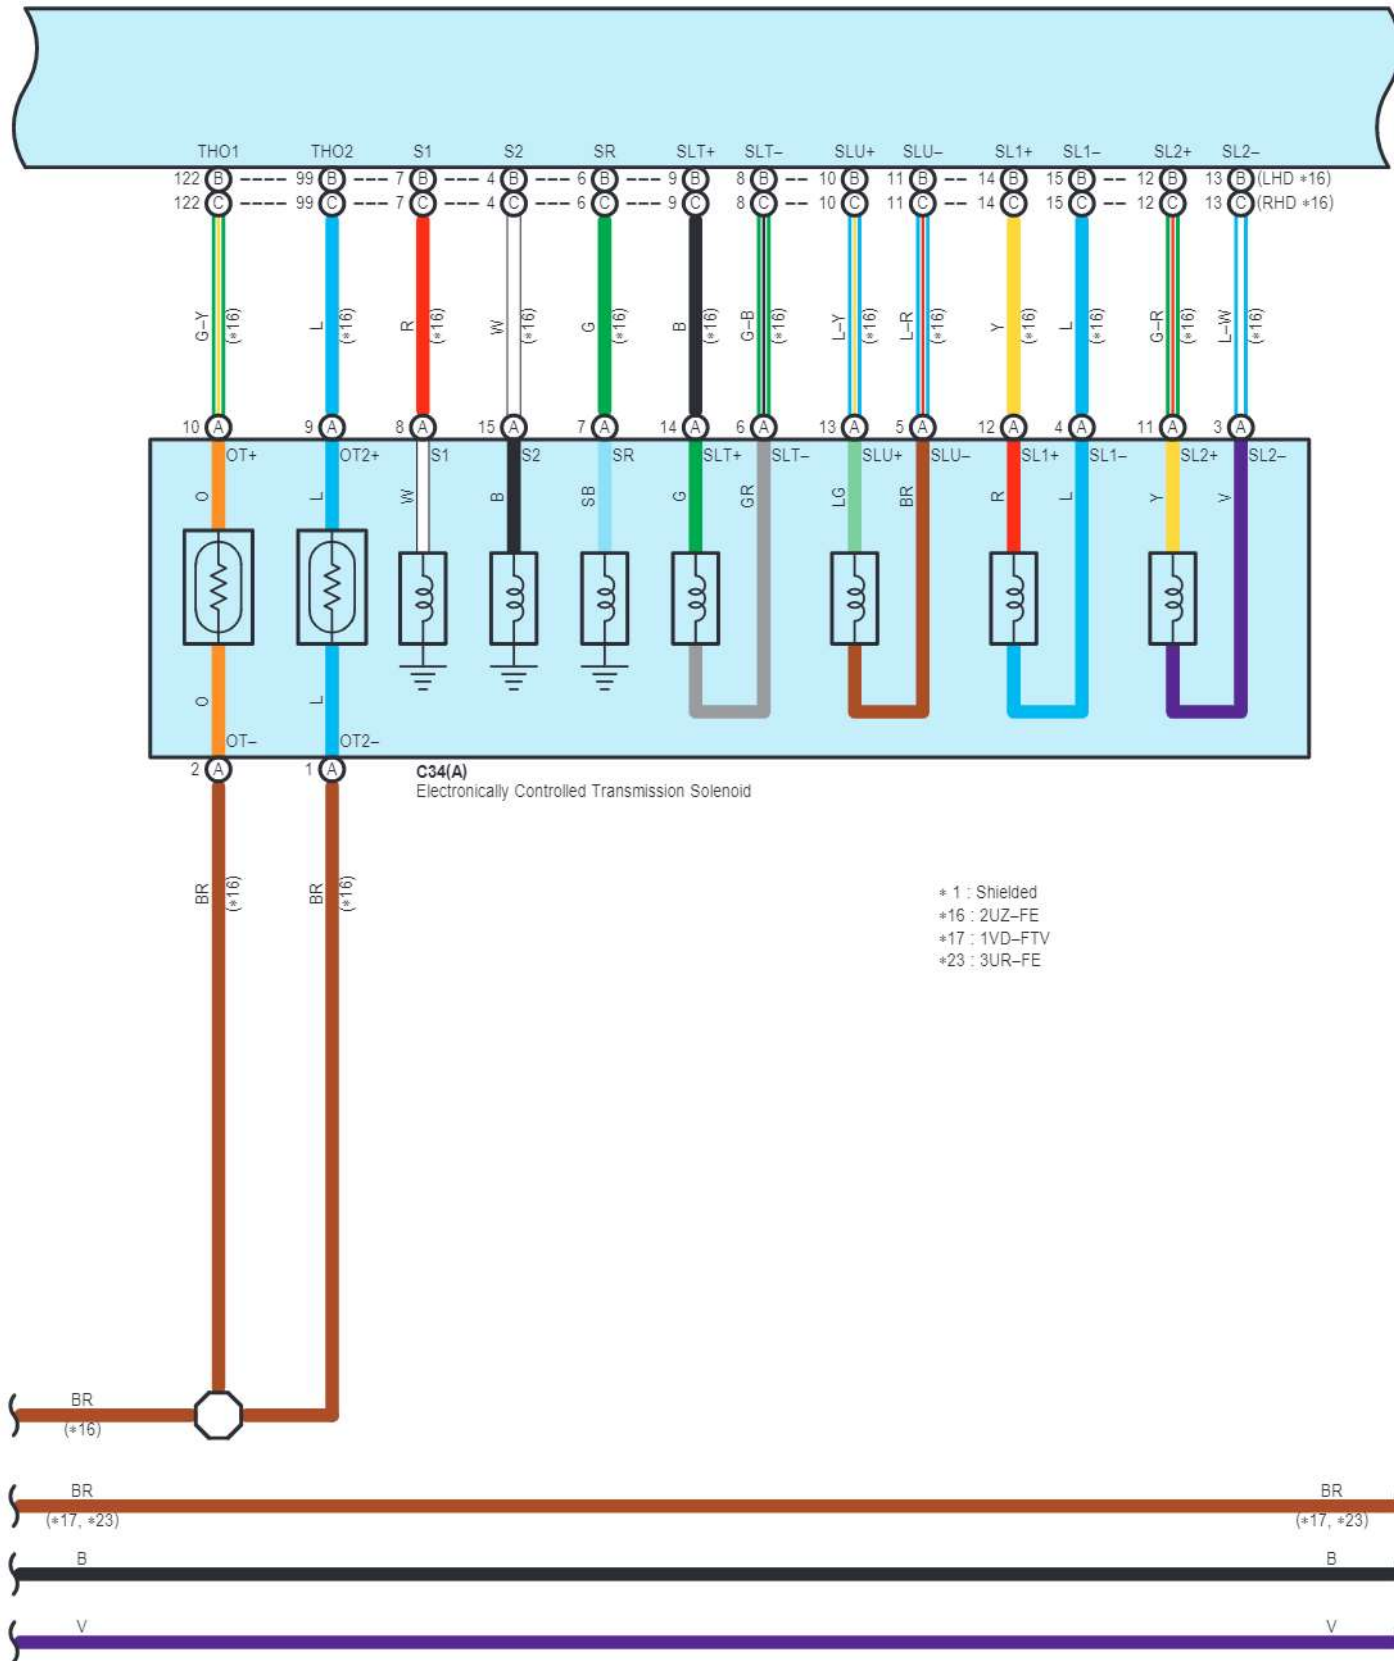 THO1 THO2 S1 S2 SR SLT+ SLT– SLU+ SLU– SL1+ SL1– SL2+ SL2–
122 B 99 B 7 B 4 B 6 B 9 B 8 B 10 B 11 B 14 B 15 B 12 B 13 B (LHD *16)
122 C 99 C 7 C 4 C 6 C 9 C 8 C 10 C 11 C 14 C 15 C 12 C 13 C (RHD *16)
G–Y (*16) L (*16) R (*16) W (*16) G (*16) B (*16) G–B (*16) L–Y (*16) L–R (*16) Y (*16) L (*16) G–R (*16) L–W (*16)
10 A 9 A 8 A 15 A 7 A 14 A 6 A 13 A 5 A 12 A 4 A 11 A 3 A
OT+ OT2+ S1 S2 SR SLT+ SLT– SLU+ SLU– SL1+ SL1– SL2+ SL2–
O L W B SB G GR LG BR R L Y V
O L
OT– OT2–
2 A 1 A
C34(A)
Electronically Controlled Transmission Solenoid
BR (*16) BR (*16)
* 1 : Shielded
*16 : 2UZ–FE
*17 : 1VD–FTV
*23 : 3UR–FE
BR
(*16)
BR BR
(*17, *23) (*17, *23)
B B
V V